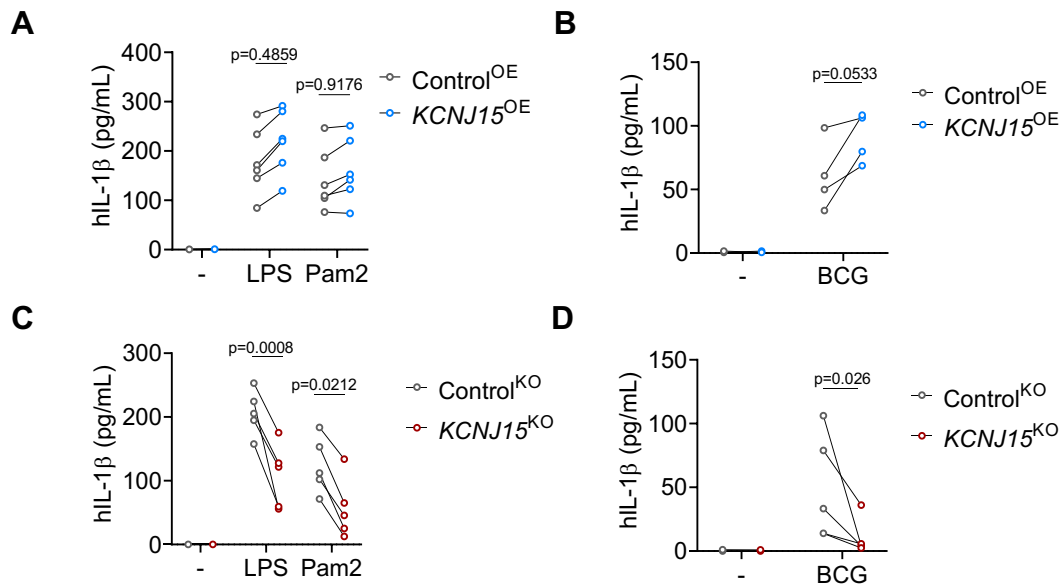 A
hIL-1β (pg/mL)
400
300
200
100
0
p=0.4859
p=0.9176
-
LPS
Pam2
Control^OE
KCNJ15^OE
B
hIL-1β (pg/mL)
150
100
50
0
p=0.0533
-
BCG
Control^OE
KCNJ15^OE
C
hIL-1β (pg/mL)
300
200
100
0
p=0.0008
p=0.0212
-
LPS
Pam2
Control^KO
KCNJ15^KO
D
hIL-1β (pg/mL)
150
100
50
0
p=0.026
-
BCG
Control^KO
KCNJ15^KO